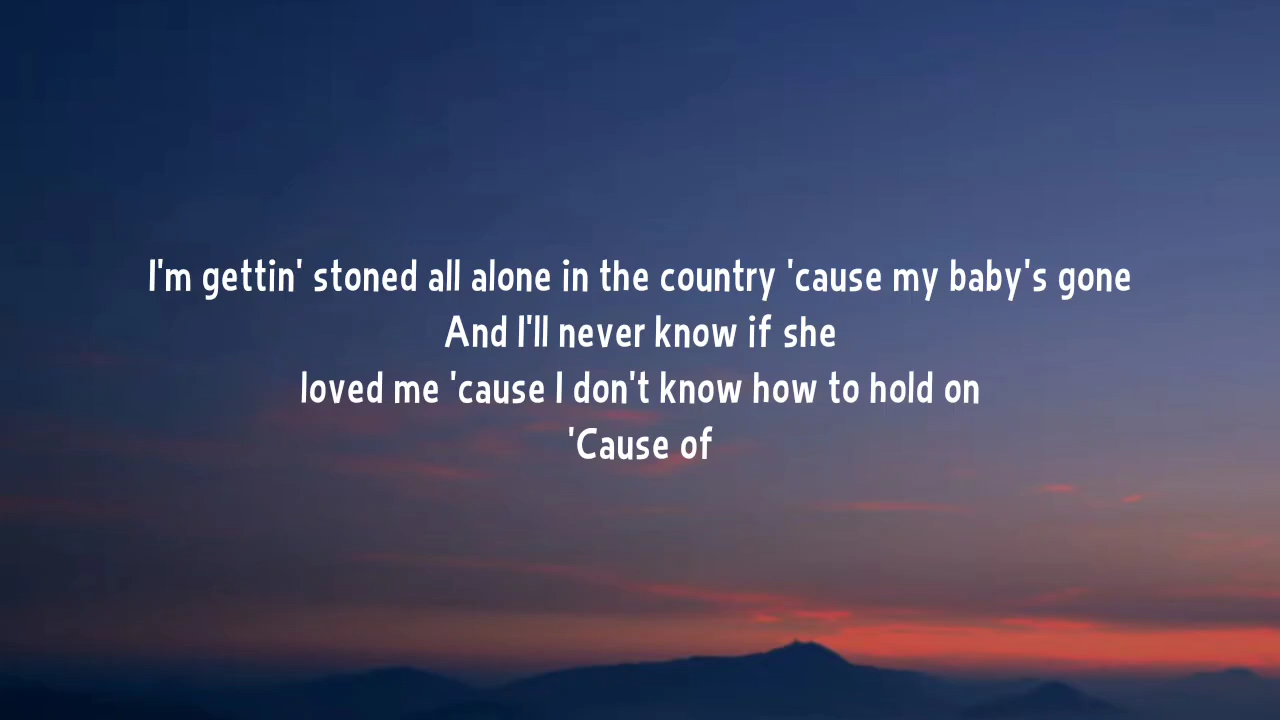 I'm gettin' stoned all alone in the country 'cause my baby's gone
And I'll never know if she
loved me 'cause I don't know how to hold on
'Cause of